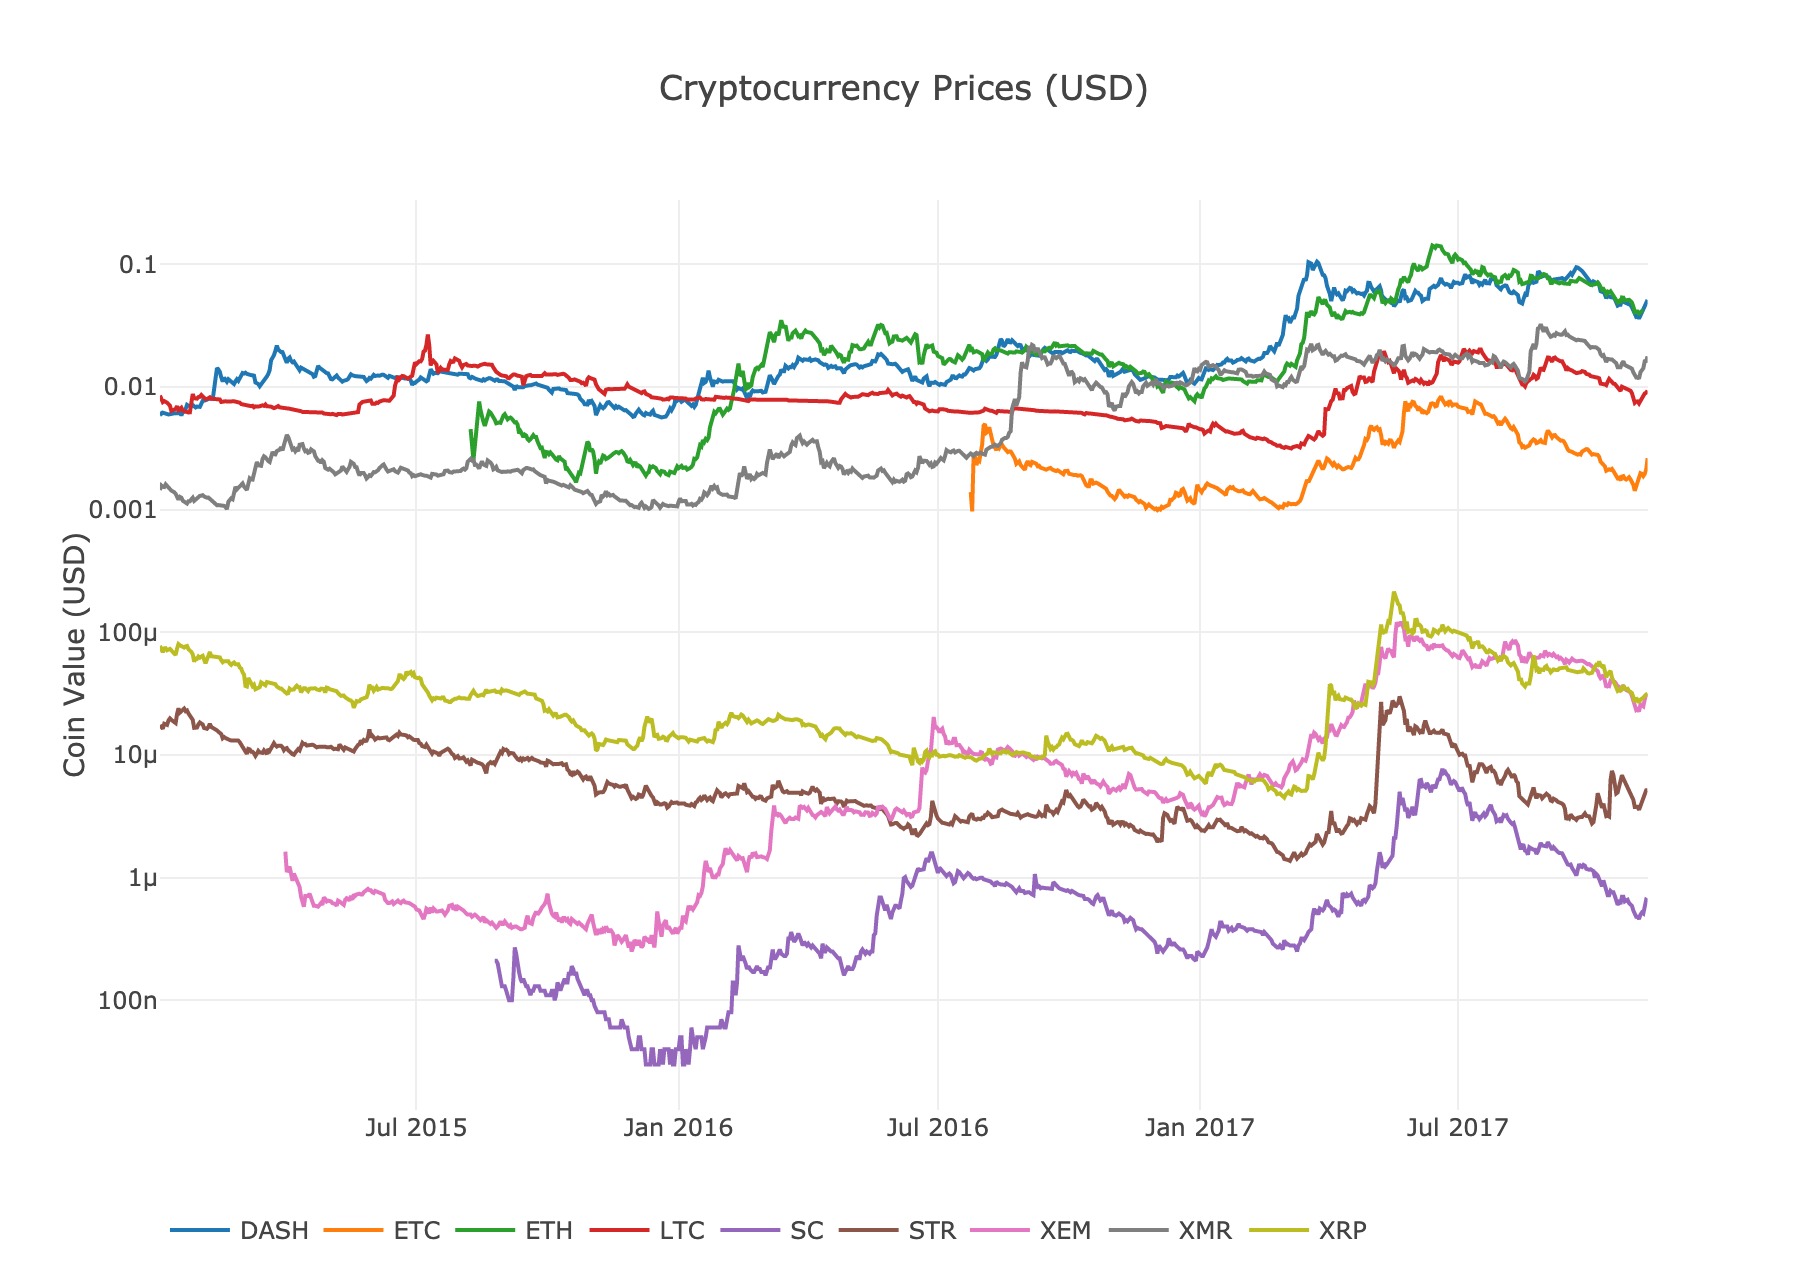 Cryptocurrency Prices (USD)
Coin Value (USD)
0.1
0.01
0.001
100μ
10μ
1μ
100n
Jul 2015 Jan 2016 Jul 2016 Jan 2017 Jul 2017
DASH ETC ETH LTC SC STR XEM XMR XRP